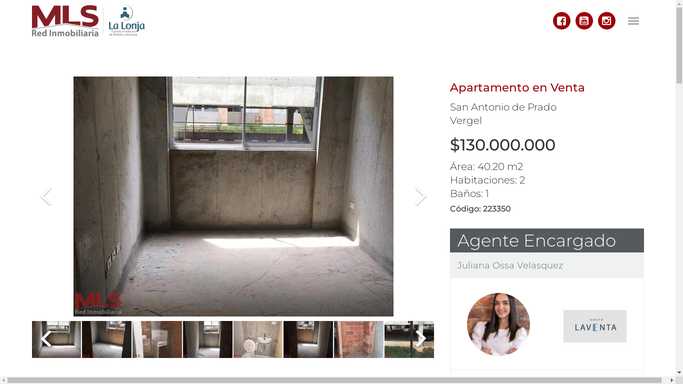 MLS
Red Inmobiliaria
La Lonja
Apartamento en Venta
San Antonio de Prado
Vergel
$130.000.000
Área: 40.20 m2
Habitaciones: 2
Baños: 1
Código: 223350
Agente Encargado
Juliana Ossa Velasquez
LAVENTA
MLS
Red Inmobiliaria